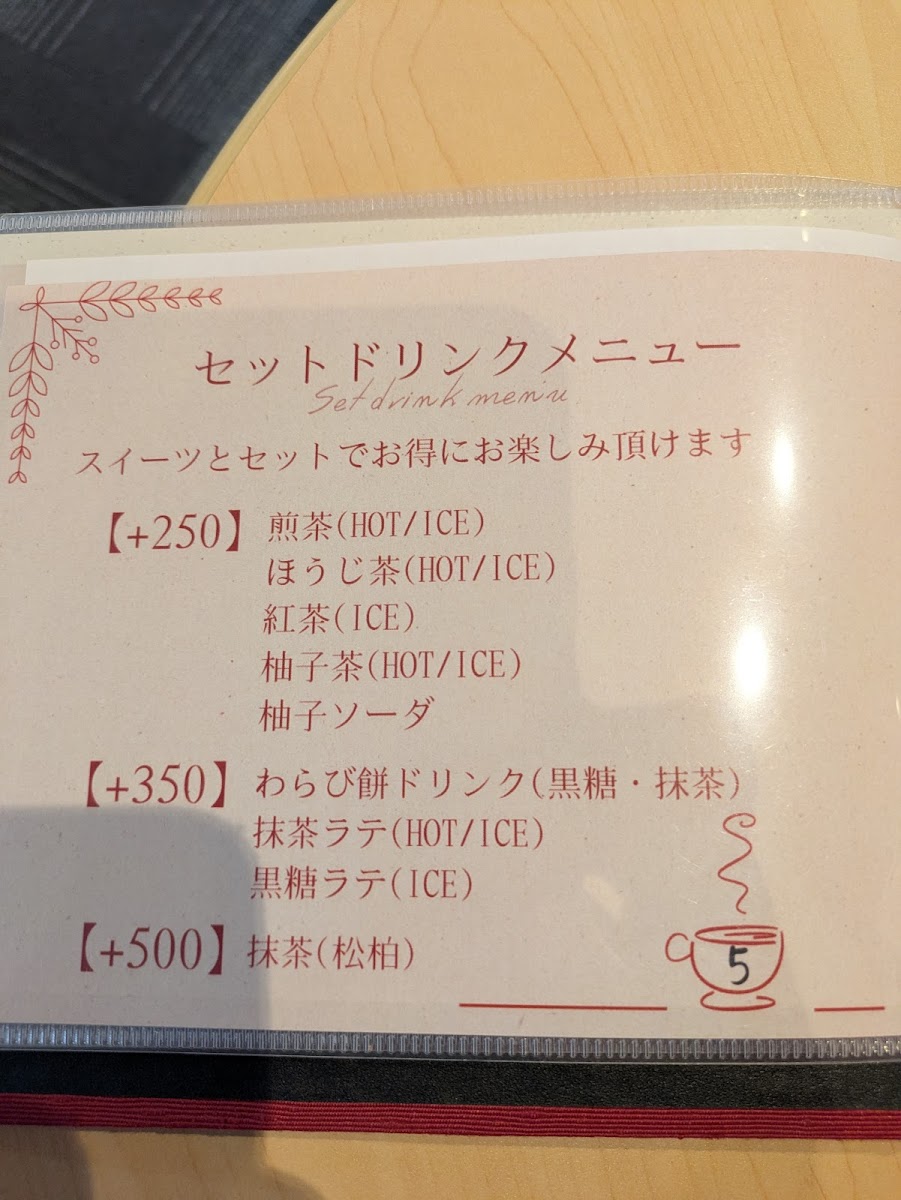 セットドリンクメニュー
Set drink menu
スイーツとセットでお得にお楽しみ頂けます
【+250】煎茶(HOT/ICE)
ほうじ茶(HOT/ICE)
紅茶(ICE)
柚子茶(HOT/ICE)
柚子ソーダ
【+350】わらび餅ドリンク(黒糖・抹茶)
抹茶ラテ(HOT/ICE)
黒糖ラテ(ICE)
【+500】抹茶(松柏)
5